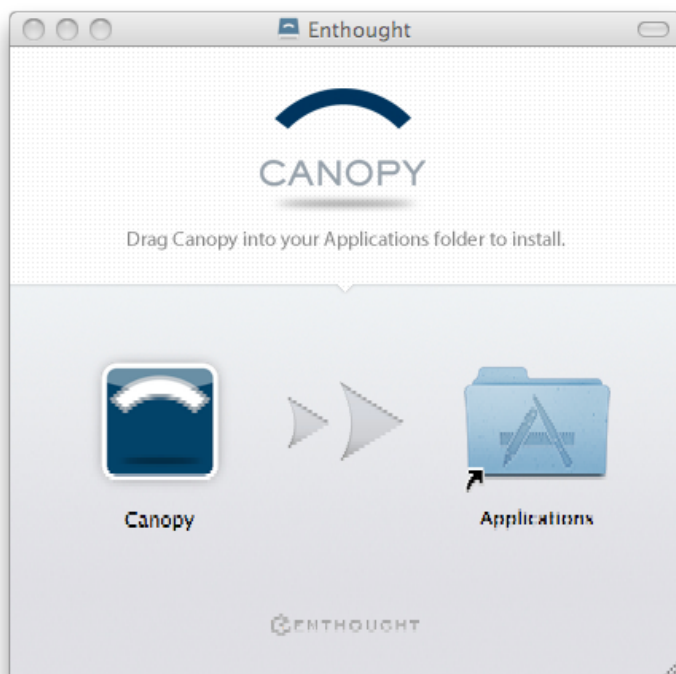 Enthought
CANOPY
Drag Canopy into your Applications folder to install.
Canopy
Applications
ENTHOUGHT